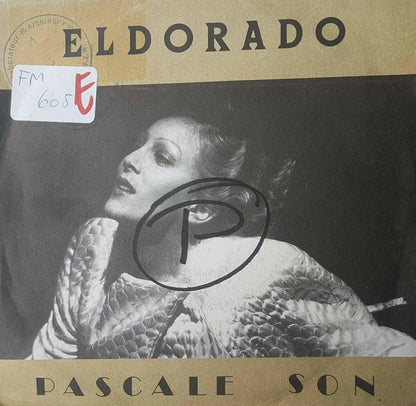 ELDORADO
FM
605 E
P
PASCALE SON.